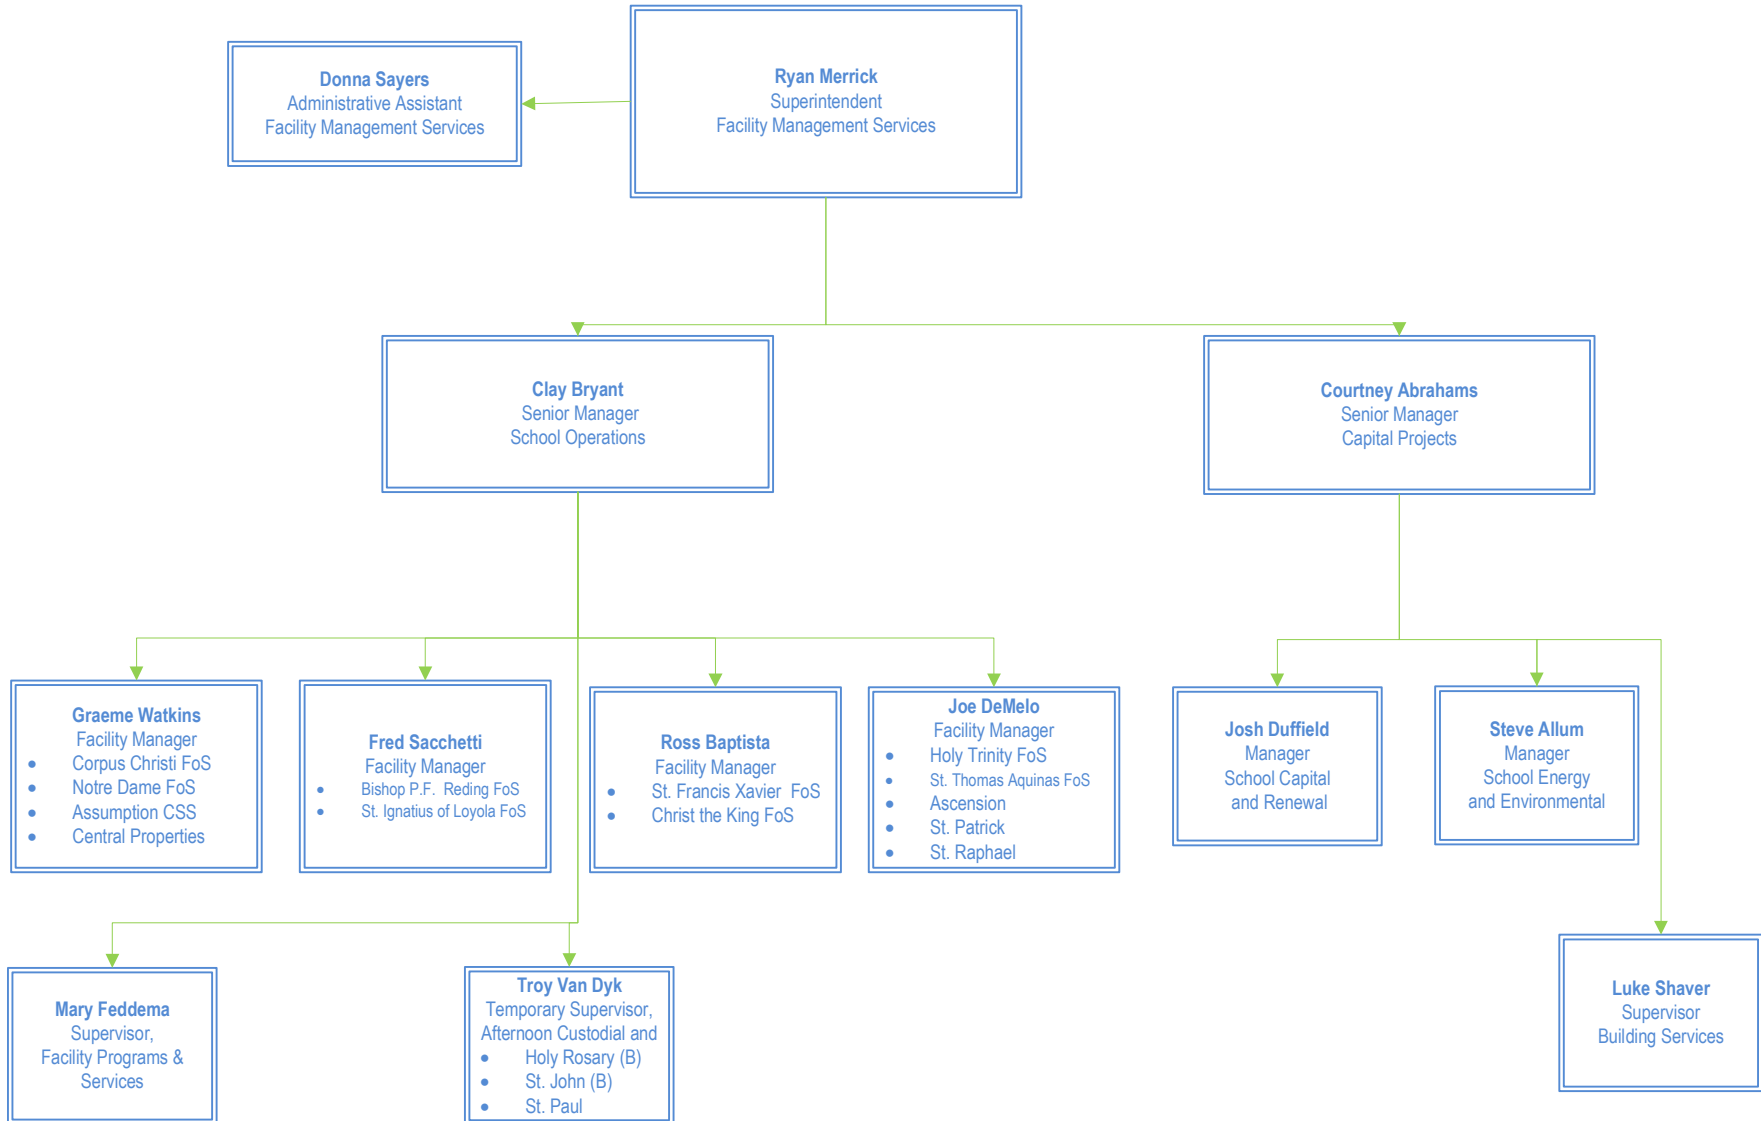 Donna Sayers
Administrative Assistant
Facility Management Services
Ryan Merrick
Superintendent
Facility Management Services
Clay Bryant
Senior Manager
School Operations
Courtney Abrahams
Senior Manager
Capital Projects
Graeme Watkins
Facility Manager
• Corpus Christi FoS
• Notre Dame FoS
• Assumption CSS
• Central Properties
Fred Sacchetti
Facility Manager
• Bishop P.F. Reding FoS
• St. Ignatius of Loyola FoS
Ross Baptista
Facility Manager
• St. Francis Xavier FoS
• Christ the King FoS
Joe DeMelo
Facility Manager
• Holy Trinity FoS
• St. Thomas Aquinas FoS
• Ascension
• St. Patrick
• St. Raphael
Josh Duffield
Manager
School Capital
and Renewal
Steve Allum
Manager
School Energy
and Environmental
Mary Feddema
Supervisor,
Facility Programs &
Services
Troy Van Dyk
Temporary Supervisor,
Afternoon Custodial and
• Holy Rosary (B)
• St. John (B)
• St. Paul
Luke Shaver
Supervisor
Building Services